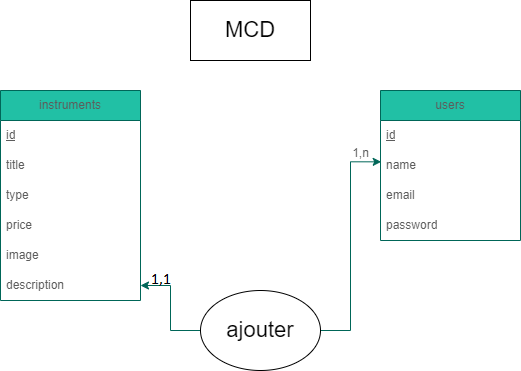 MCD
instruments
id
title
type
price
image
description
1,1
ajouter
1,n
users
id
name
email
password